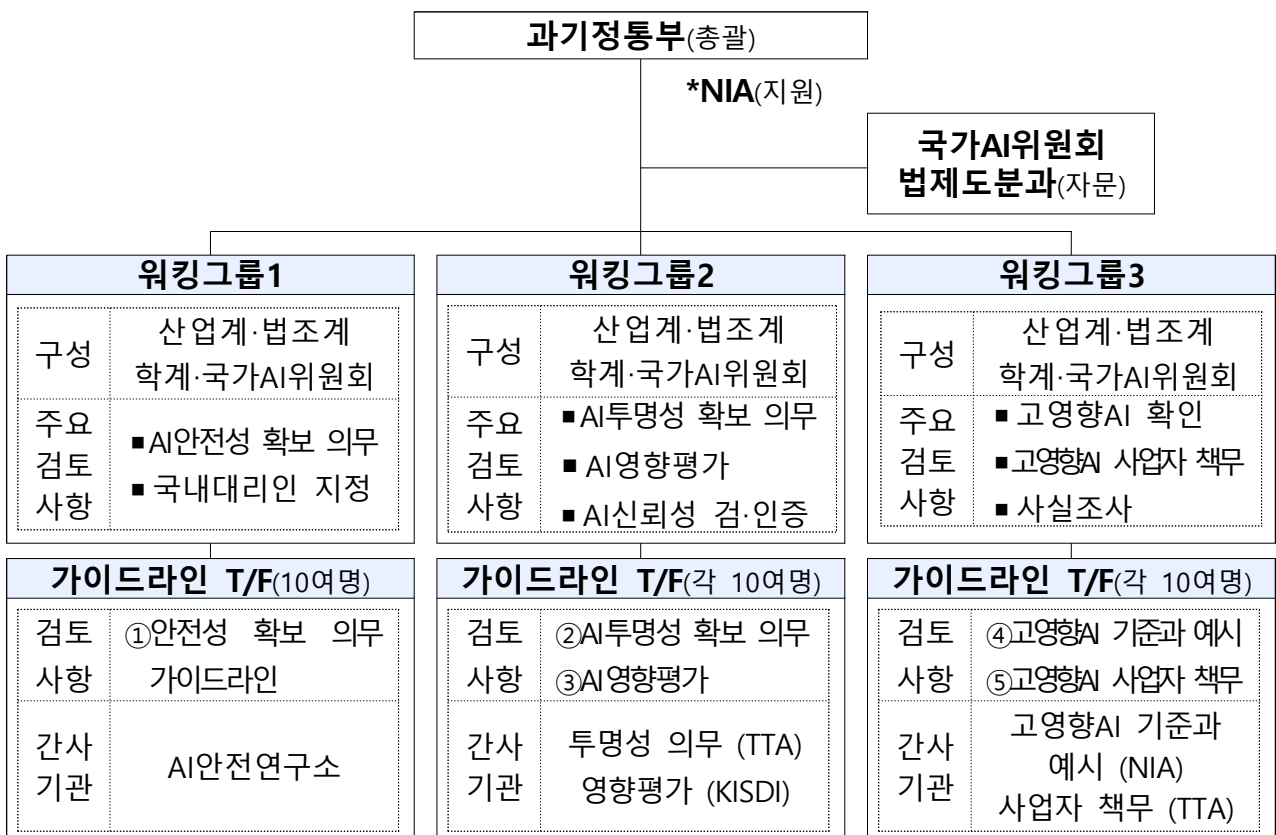 과기정통부(총괄)
*NIA(지원)
국가AI위원회
법제도분과(자문)
워킹그룹1
구성
산업계·법조계
학계·국가AI위원회
주요
검토
사항
▪AI안전성 확보 의무
▪국내대리인 지정
워킹그룹2
구성
산업계·법조계
학계·국가AI위원회
주요
검토
사항
▪AI투명성 확보 의무
▪AI영향평가
▪AI신뢰성 검·인증
워킹그룹3
구성
산업계·법조계
학계·국가AI위원회
주요
검토
사항
▪고영향AI 확인
▪고영향AI 사업자 책무
▪사실조사
가이드라인 T/F(10여명)
검토
사항
①안전성 확보 의무
가이드라인
간사
기관
AI안전연구소
가이드라인 T/F(각 10여명)
검토
사항
②AI투명성 확보 의무
③AI영향평가
간사
기관
투명성 의무 (TTA)
영향평가 (KISDI)
가이드라인 T/F(각 10여명)
검토
사항
④고영향AI 기준과 예시
⑤고영향AI 사업자 책무
간사
기관
고영향AI 기준과
예시 (NIA)
사업자 책무 (TTA)